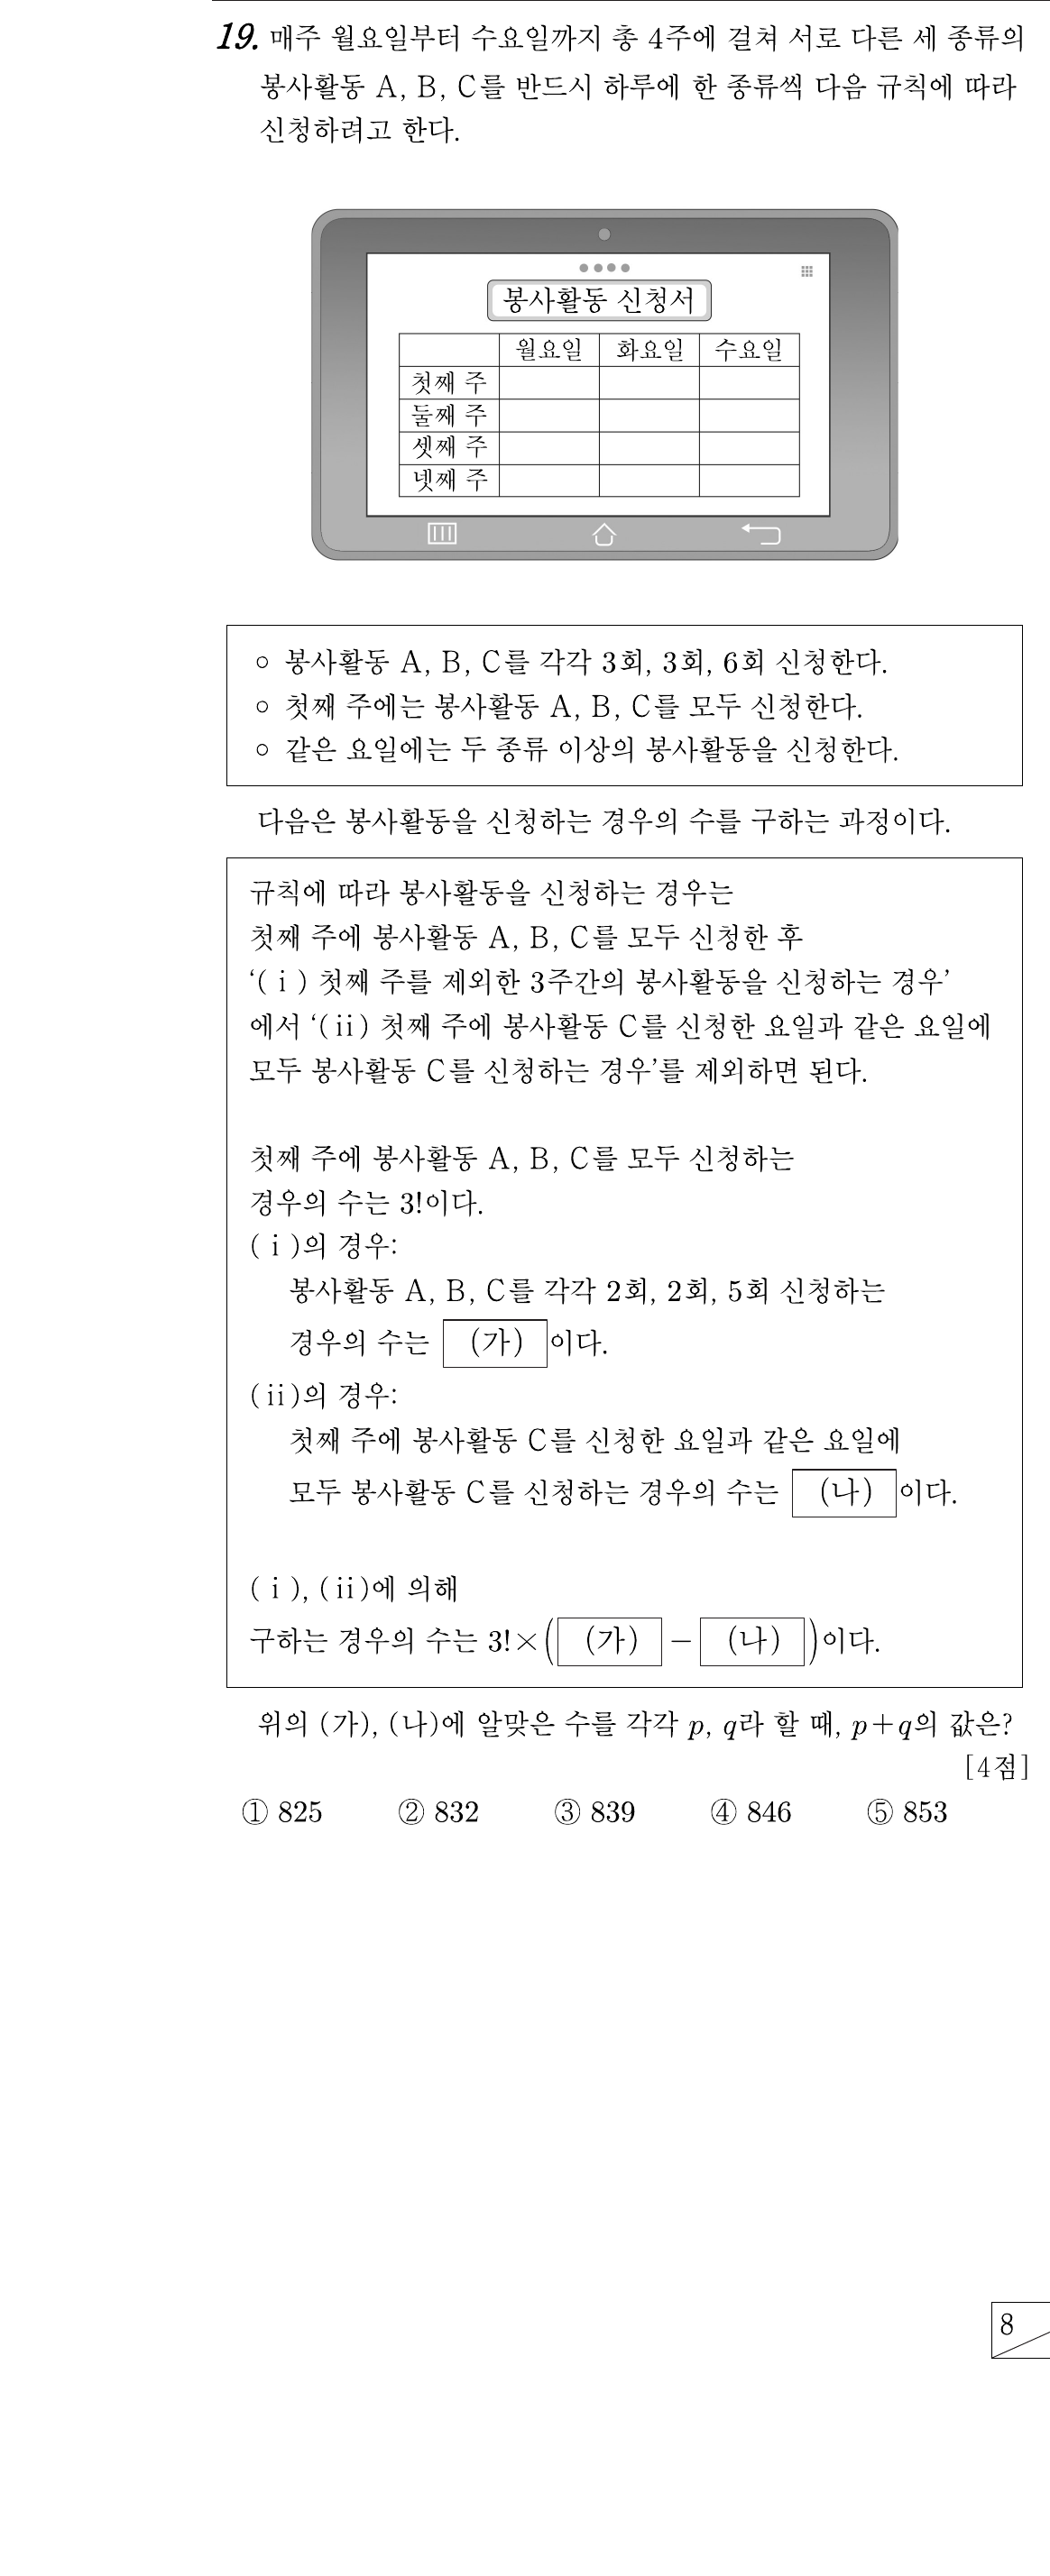 19. 매주 월요일부터 수요일까지 총 4주에 걸쳐 서로 다른 세 종류의
봉사활동 A, B, C를 반드시 하루에 한 종류씩 다음 규칙에 따라
신청하려고 한다.
봉사활동 신청서
월요일 화요일 수요일
첫째 주
둘째 주
셋째 주
넷째 주
○ 봉사활동 A, B, C를 각각 3회, 3회, 6회 신청한다.
○ 첫째 주에는 봉사활동 A, B, C를 모두 신청한다.
○ 같은 요일에는 두 종류 이상의 봉사활동을 신청한다.
다음은 봉사활동을 신청하는 경우의 수를 구하는 과정이다.
규칙에 따라 봉사활동을 신청하는 경우는
첫째 주에 봉사활동 A, B, C를 모두 신청한 후
‘(ⅰ) 첫째 주를 제외한 3주간의 봉사활동을 신청하는 경우’
에서 ‘(ⅱ) 첫째 주에 봉사활동 C를 신청한 요일과 같은 요일에
모두 봉사활동 C를 신청하는 경우’를 제외하면 된다.
첫째 주에 봉사활동 A, B, C를 모두 신청하는
경우의 수는 3!이다.
(ⅰ)의 경우:
봉사활동 A, B, C를 각각 2회, 2회, 5회 신청하는
경우의 수는 (가) 이다.
(ⅱ)의 경우:
첫째 주에 봉사활동 C를 신청한 요일과 같은 요일에
모두 봉사활동 C를 신청하는 경우의 수는 (나) 이다.
(ⅰ), (ⅱ)에 의해
구하는 경우의 수는 3!×( (가) − (나) )이다.
위의 (가), (나)에 알맞은 수를 각각 p, q라 할 때, p+q의 값은?
[4점]
① 825 ② 832 ③ 839 ④ 846 ⑤ 853
8